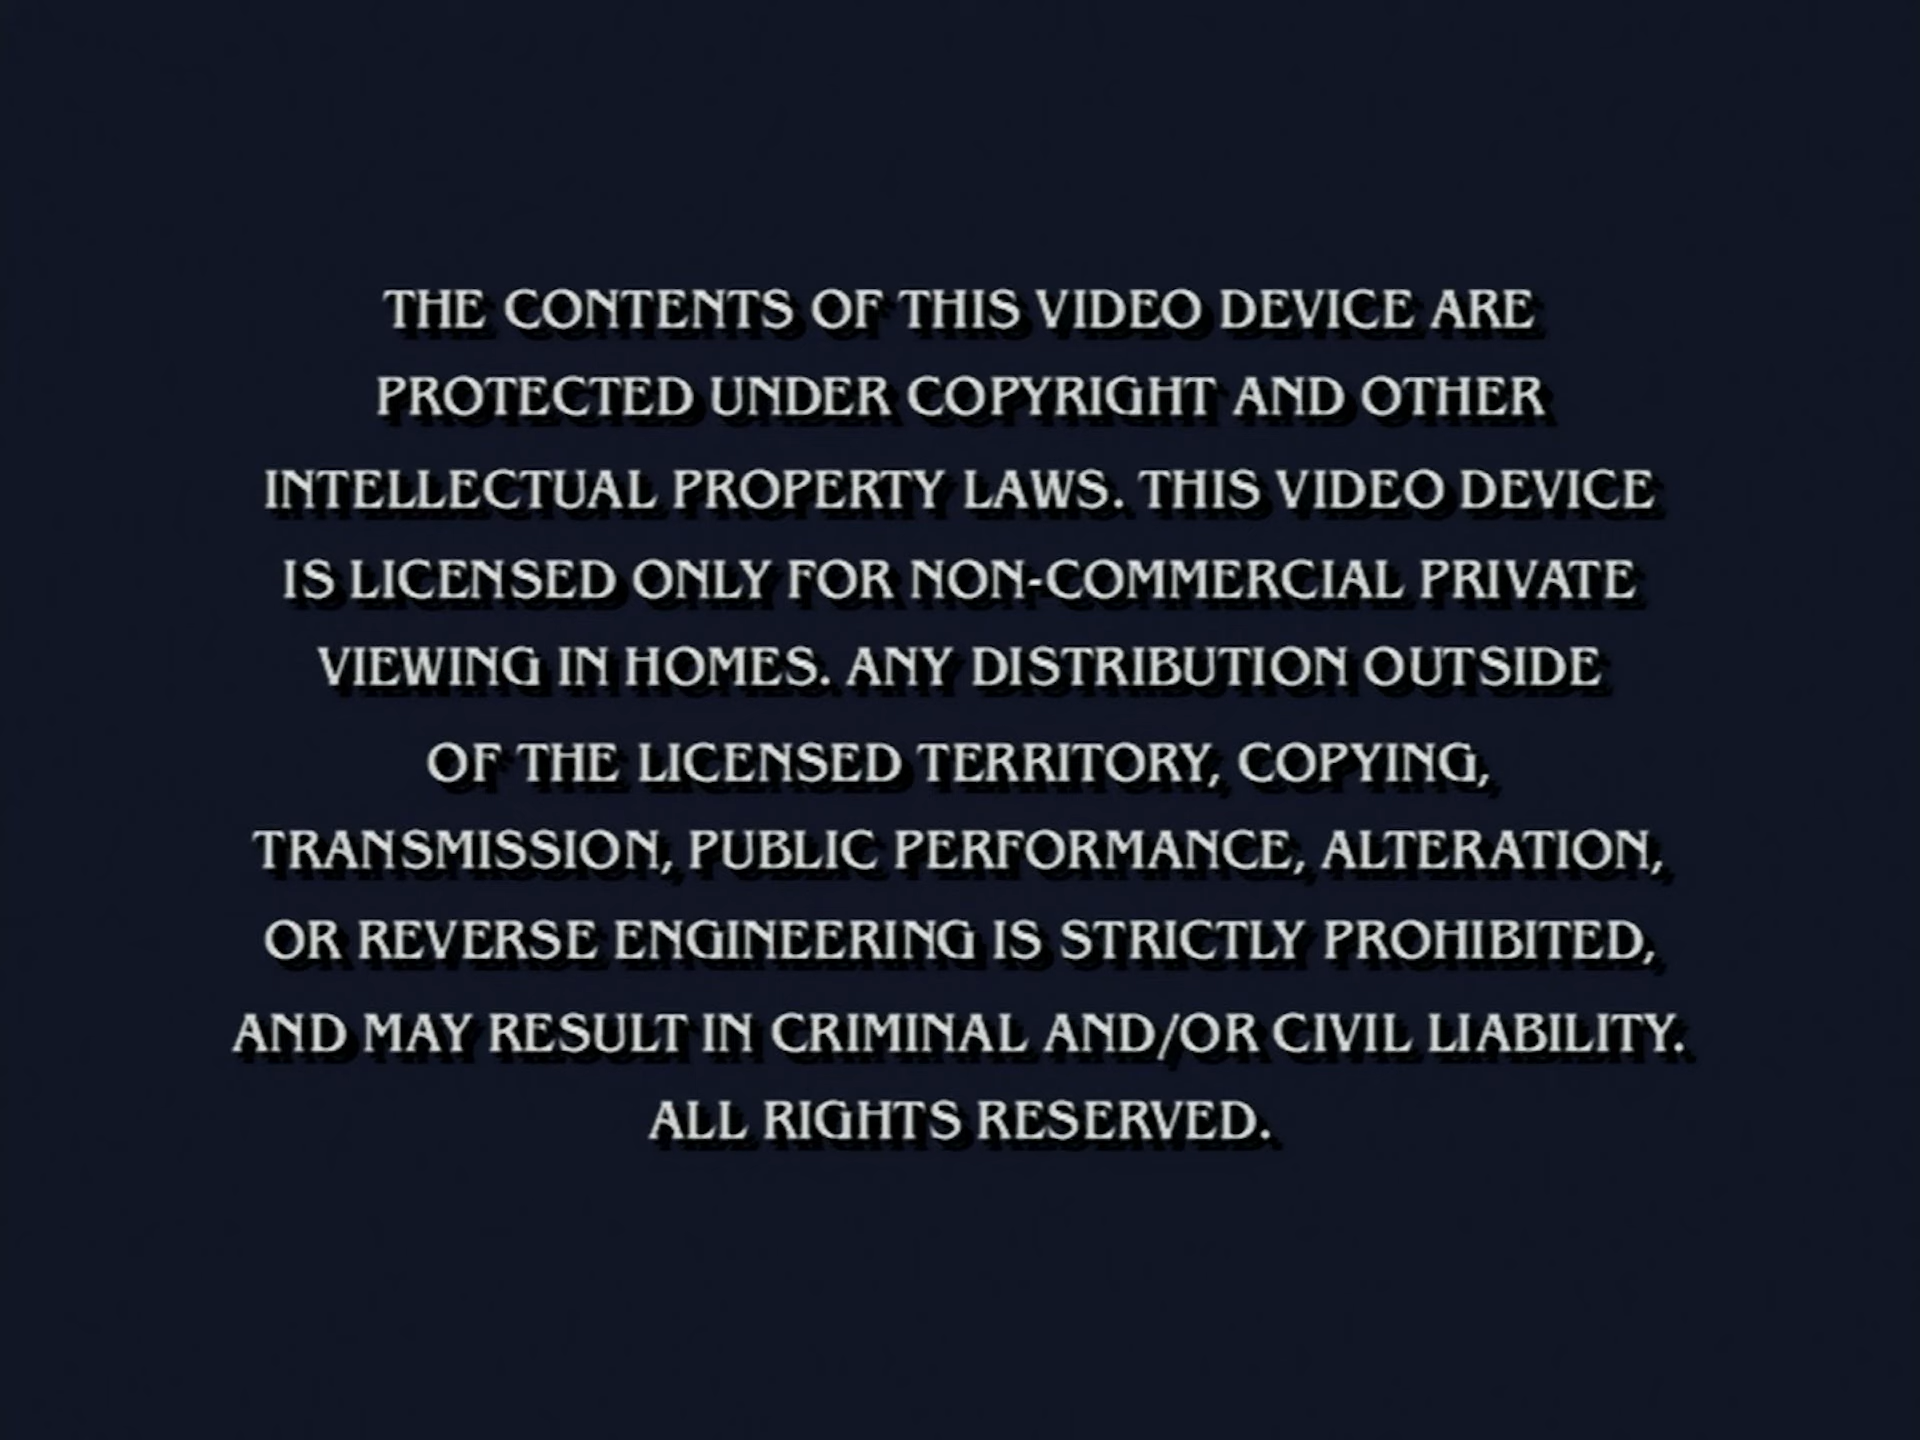 THE CONTENTS OF THIS VIDEO DEVICE ARE
PROTECTED UNDER COPYRIGHT AND OTHER
INTELLECTUAL PROPERTY LAWS. THIS VIDEO DEVICE
IS LICENSED ONLY FOR NON-COMMERCIAL PRIVATE
VIEWING IN HOMES. ANY DISTRIBUTION OUTSIDE
OF THE LICENSED TERRITORY, COPYING,
TRANSMISSION, PUBLIC PERFORMANCE, ALTERATION,
OR REVERSE ENGINEERING IS STRICTLY PROHIBITED,
AND MAY RESULT IN CRIMINAL AND/OR CIVIL LIABILITY.
ALL RIGHTS RESERVED.